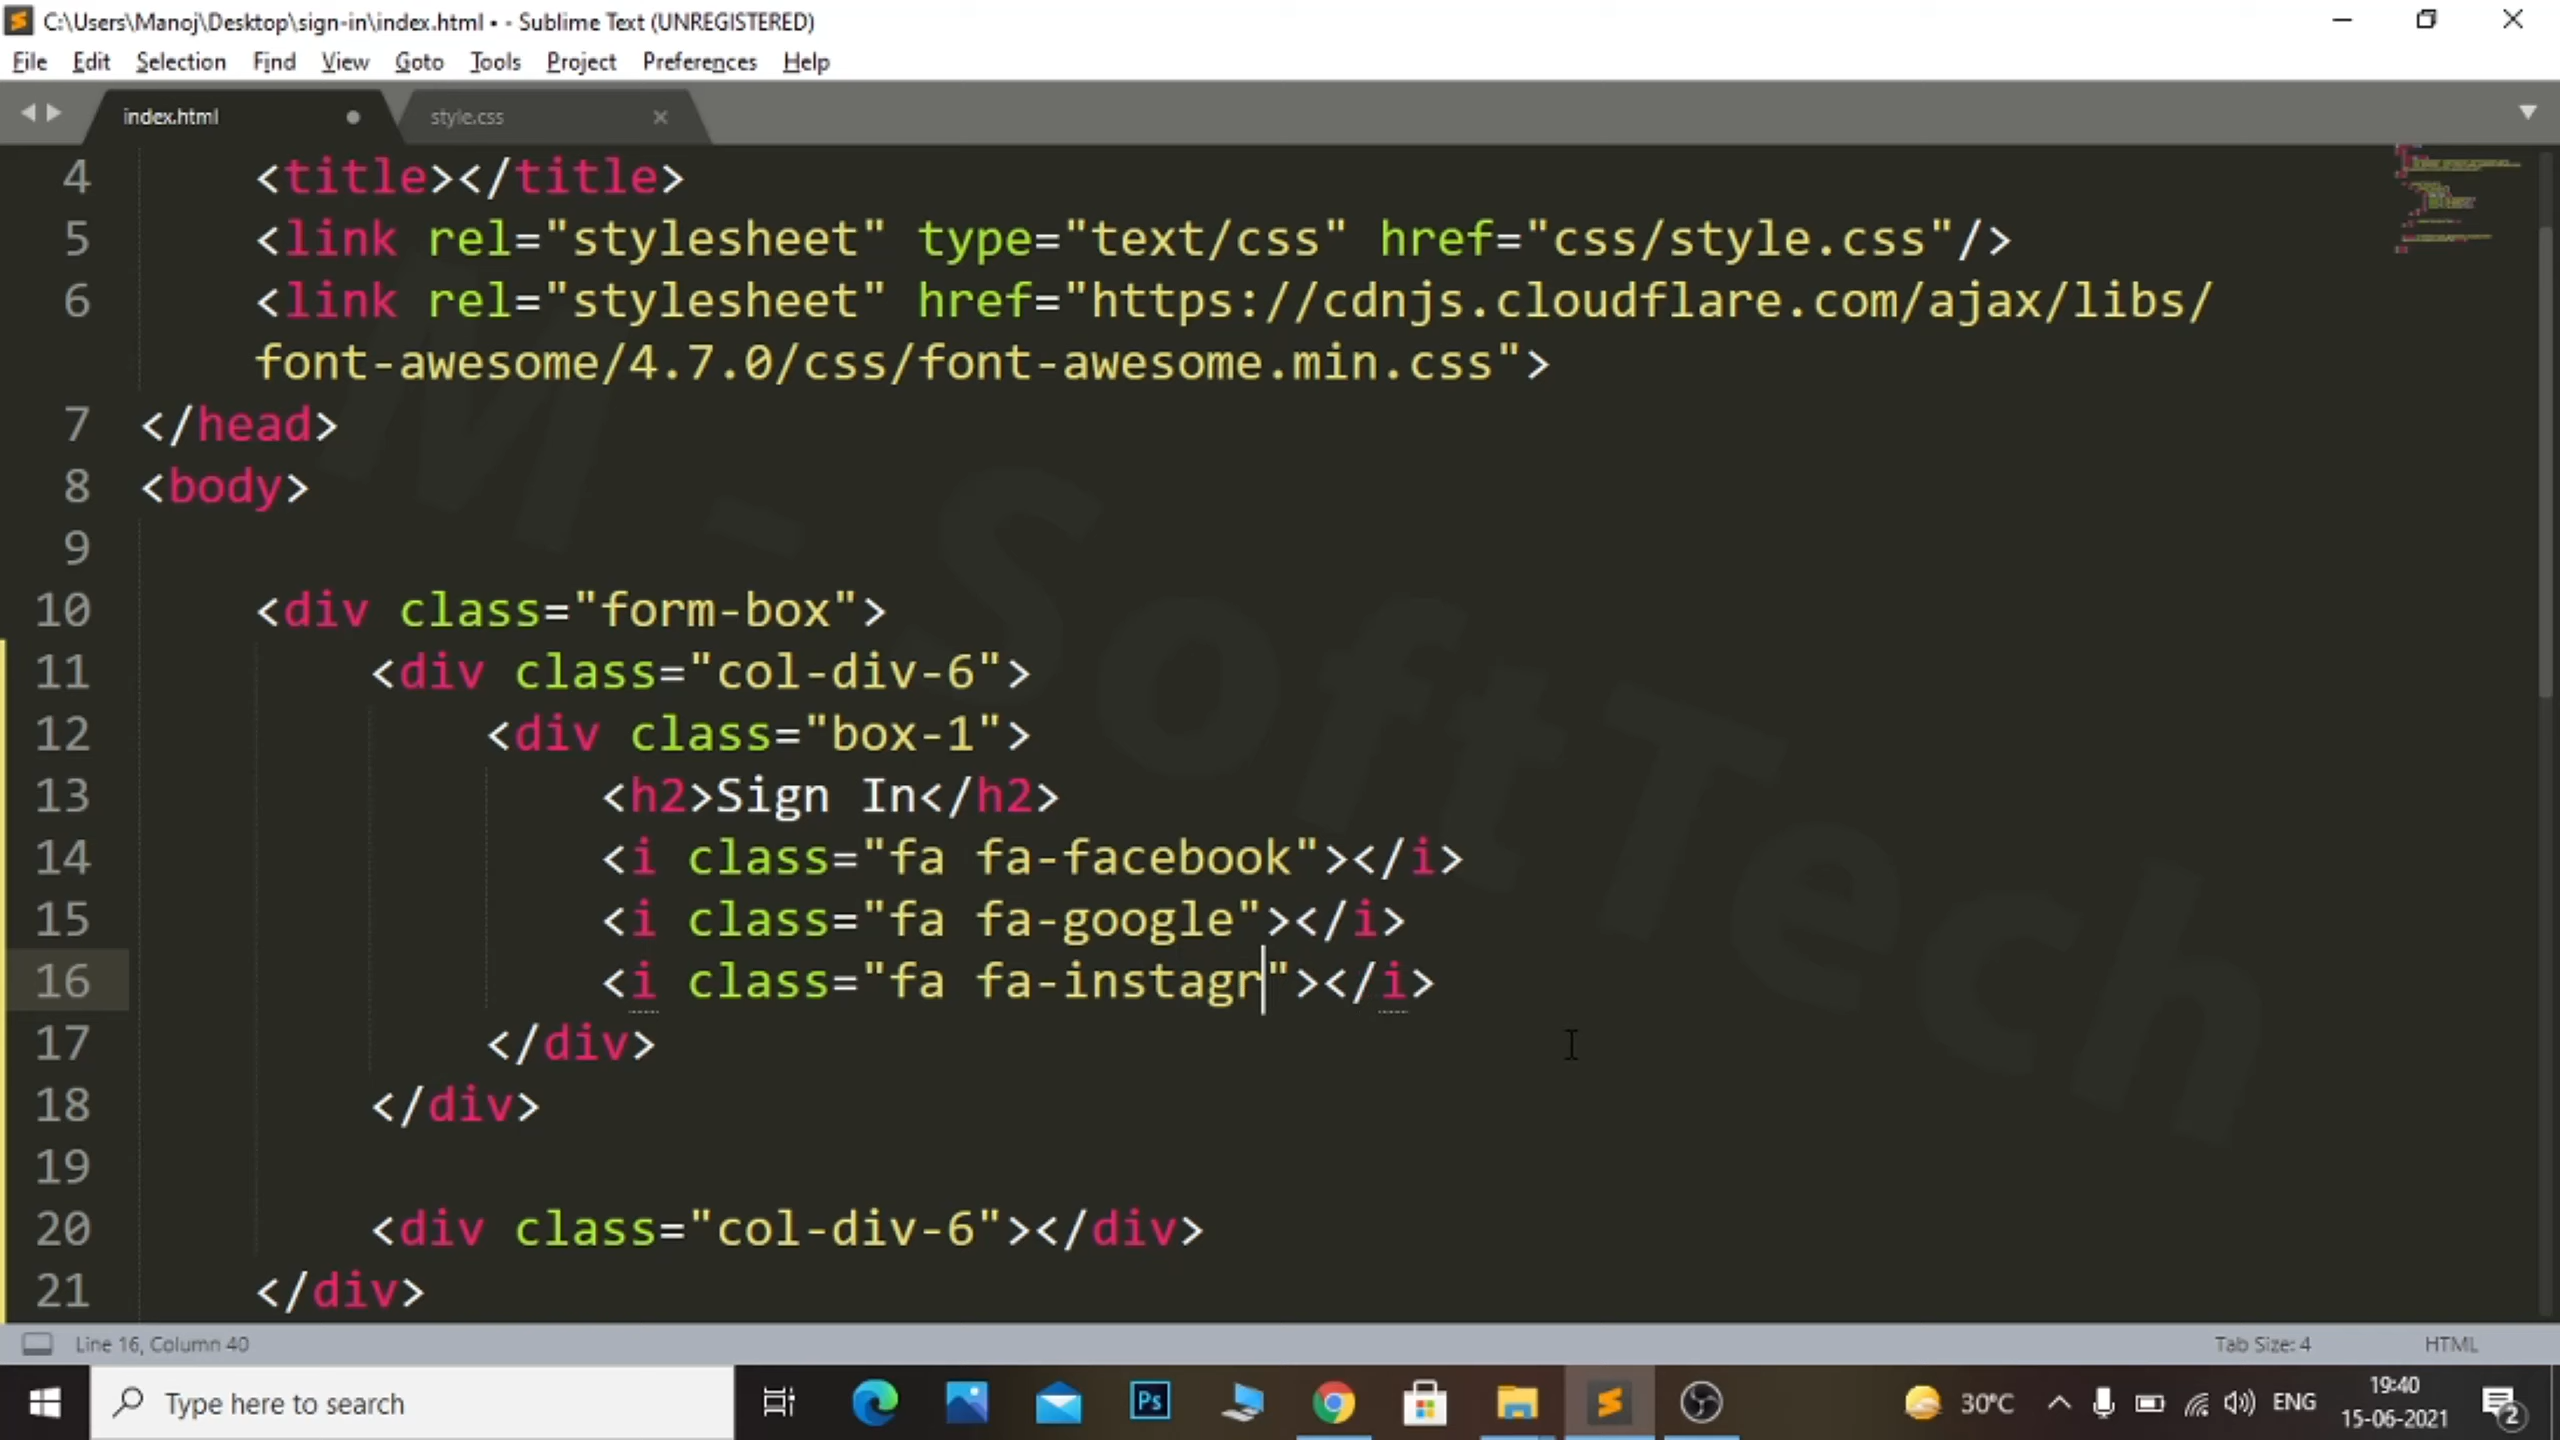 C:\Users\Manoj\Desktop\sign-in\index.html • - Sublime Text (UNREGISTERED)
File Edit Selection Find View Goto Tools Project Preferences Help
index.html style.css
4 <title></title>
5 <link rel="stylesheet" type="text/css" href="css/style.css"/>
6 <link rel="stylesheet" href="https://cdnjs.cloudflare.com/ajax/libs/
font-awesome/4.7.0/css/font-awesome.min.css">
7 </head>
8 <body>
9
10 <div class="form-box">
11 <div class="col-div-6">
12 <div class="box-1">
13 <h2>Sign In</h2>
14 <i class="fa fa-facebook"></i>
15 <i class="fa fa-google"></i>
16 <i class="fa fa-instagr"></i>
17 </div>
18 </div>
19
20 <div class="col-div-6"></div>
21 </div>
M - SoftTech
Line 16, Column 40 Tab Size: 4 HTML
Type here to search Ps 30°C ENG 19:40
15-06-2021 2